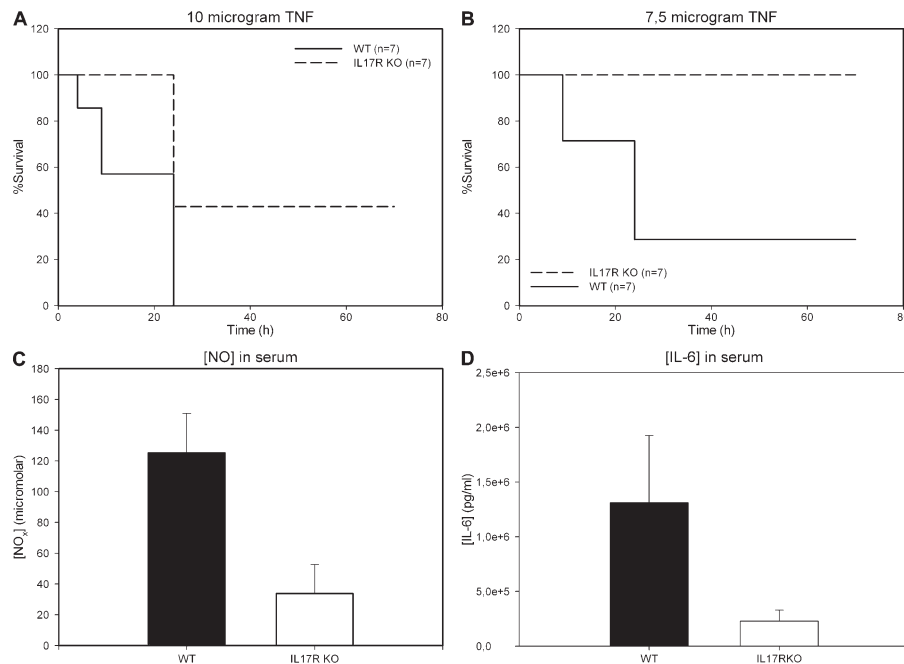 A
10 microgram TNF
120
100
80
60
40
20
0
%Survival
WT (n=7)
IL17R KO (n=7)
0 20 40 60 80
Time (h)
B
7,5 microgram TNF
120
100
80
60
40
20
0
%Survival
IL17R KO (n=7)
WT (n=7)
0 20 40 60 80
Time (h)
C
[NO] in serum
180
160
140
120
100
80
60
40
20
0
[NOx] (micromolar)
WT IL17R KO
D
[IL-6] in serum
2,5e+6
2,0e+6
1,5e+6
1,0e+6
5,0e+5
0,0
[IL-6] (pg/ml)
WT IL17RKO